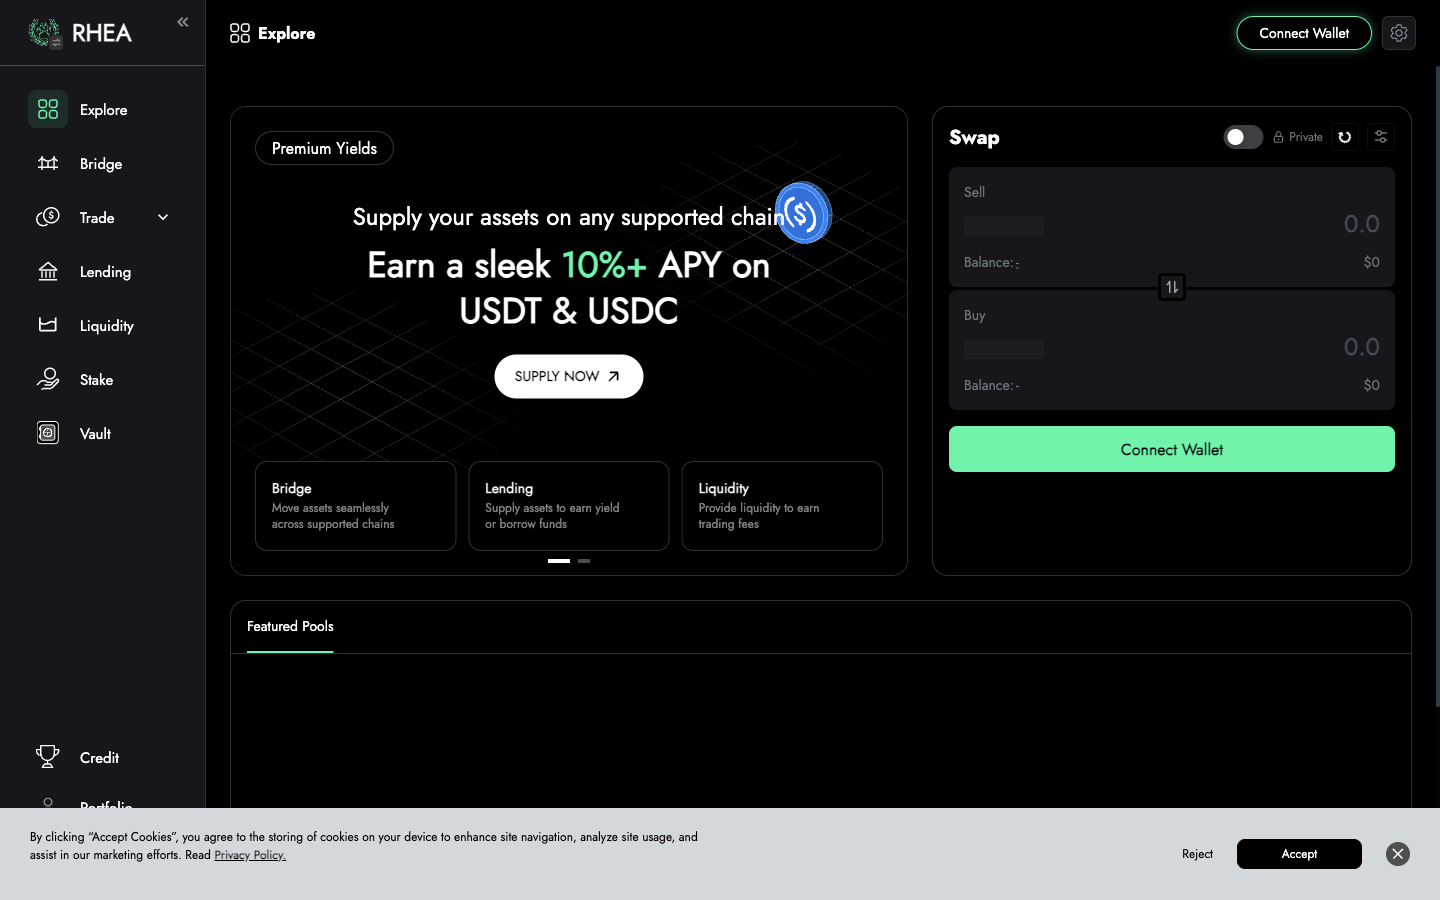 RHEA
Explore
Bridge
Trade
Lending
Liquidity
Stake
Vault
Credit
Portfolio
Explore
Connect Wallet
Premium Yields
Supply your assets on any supported chain
Earn a sleek 10%+ APY on
USDT & USDC
SUPPLY NOW
Bridge
Move assets seamlessly
across supported chains
Lending
Supply assets to earn yield
or borrow funds
Liquidity
Provide liquidity to earn
trading fees
Swap
Private
Sell
0.0
Balance: -
$0
Buy
0.0
Balance: -
$0
Connect Wallet
Featured Pools
By clicking “Accept Cookies”, you agree to the storing of cookies on your device to enhance site navigation, analyze site usage, and
assist in our marketing efforts. Read Privacy Policy.
Reject
Accept